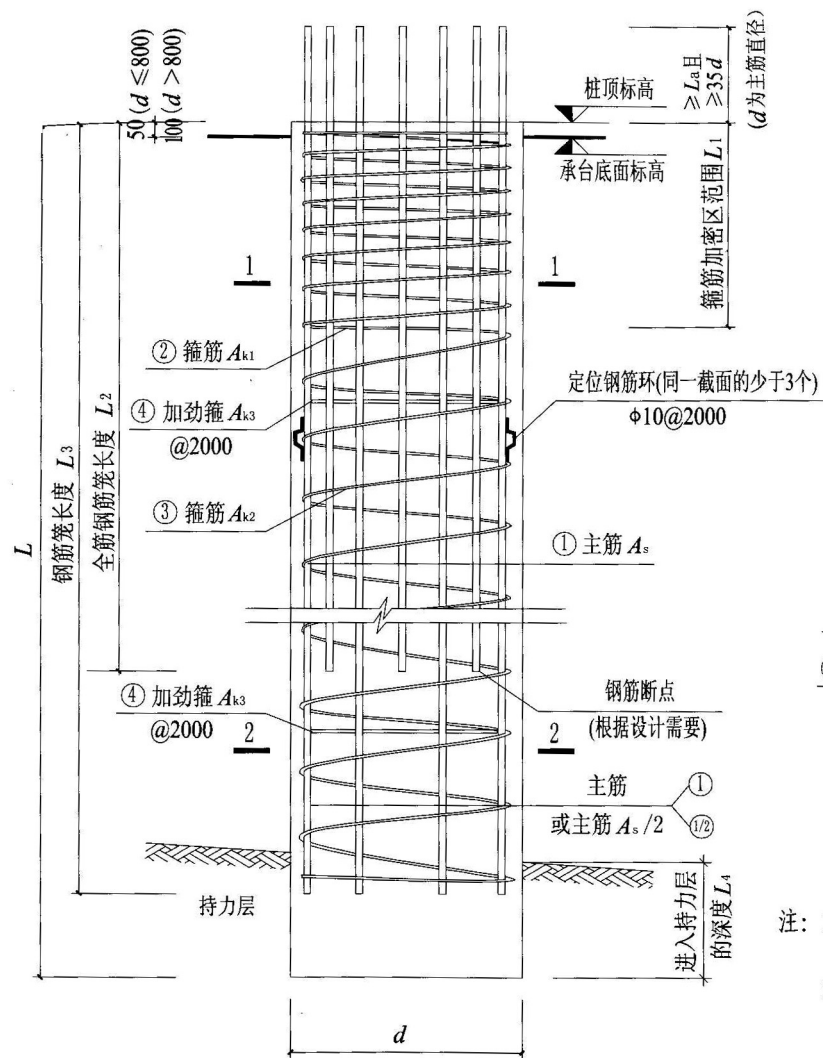 50 (d ≤800)
100 (d >800)
桩顶标高
承台底面标高
≥La且
≥35d
(d为主筋直径)
箍筋加密区范围 L1
1
1
② 箍筋 Ak1
④ 加劲箍 Ak3
@2000
定位钢筋环(同一截面的少于3个)
Φ10@2000
③ 箍筋 Ak2
① 主筋 As
L
钢筋笼长度 L3
全筋钢筋笼长度 L2
④ 加劲箍 Ak3
@2000
钢筋断点
(根据设计需要)
2
2
主筋 ①
或主筋 As/2 1/2
持力层
进入持力层
的深度 L4
注:
d